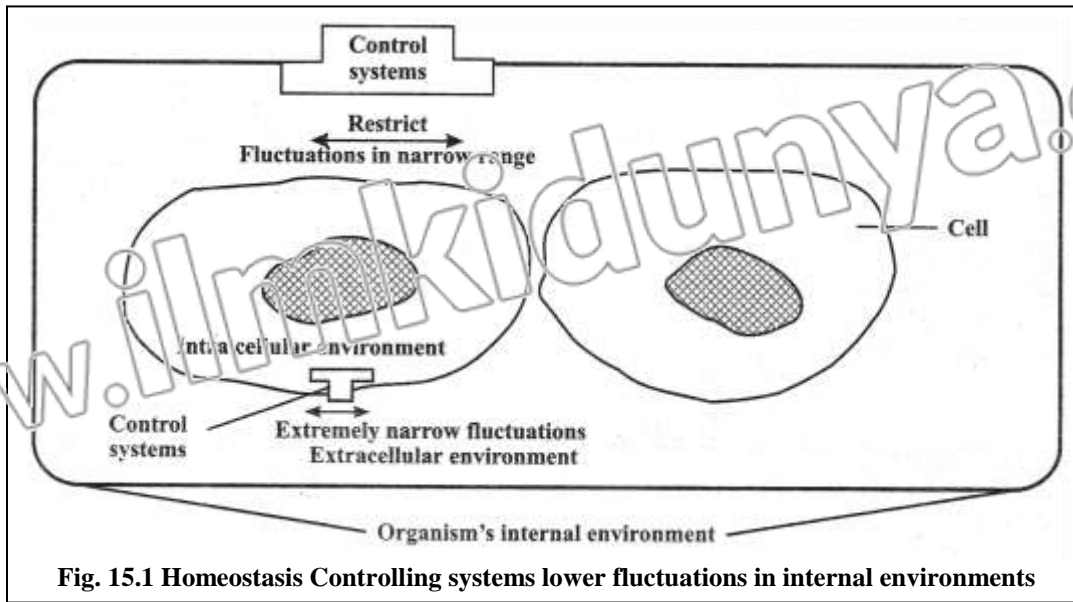 Control
systems
Restrict
Fluctuations in narrow range
Cell
Intracellular environment
Control
systems
Extremely narrow fluctuations
Extracellular environment
Organism's internal environment
Fig. 15.1 Homeostasis Controlling systems lower fluctuations in internal environments
w.ilmkidunya.